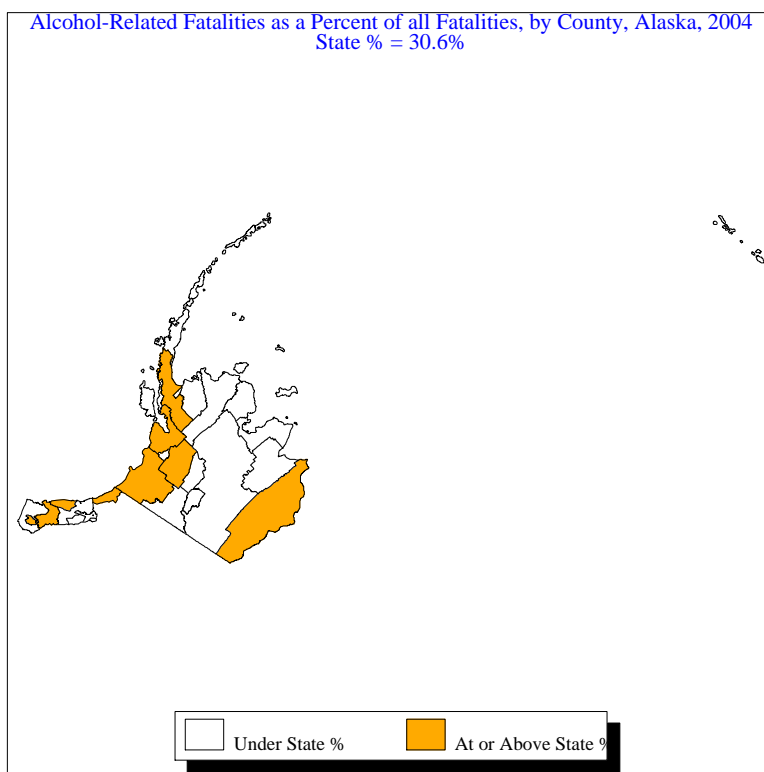 Alcohol-Related Fatalities as a Percent of all Fatalities, by County, Alaska, 2004
State % = 30.6%
Under State % At or Above State %